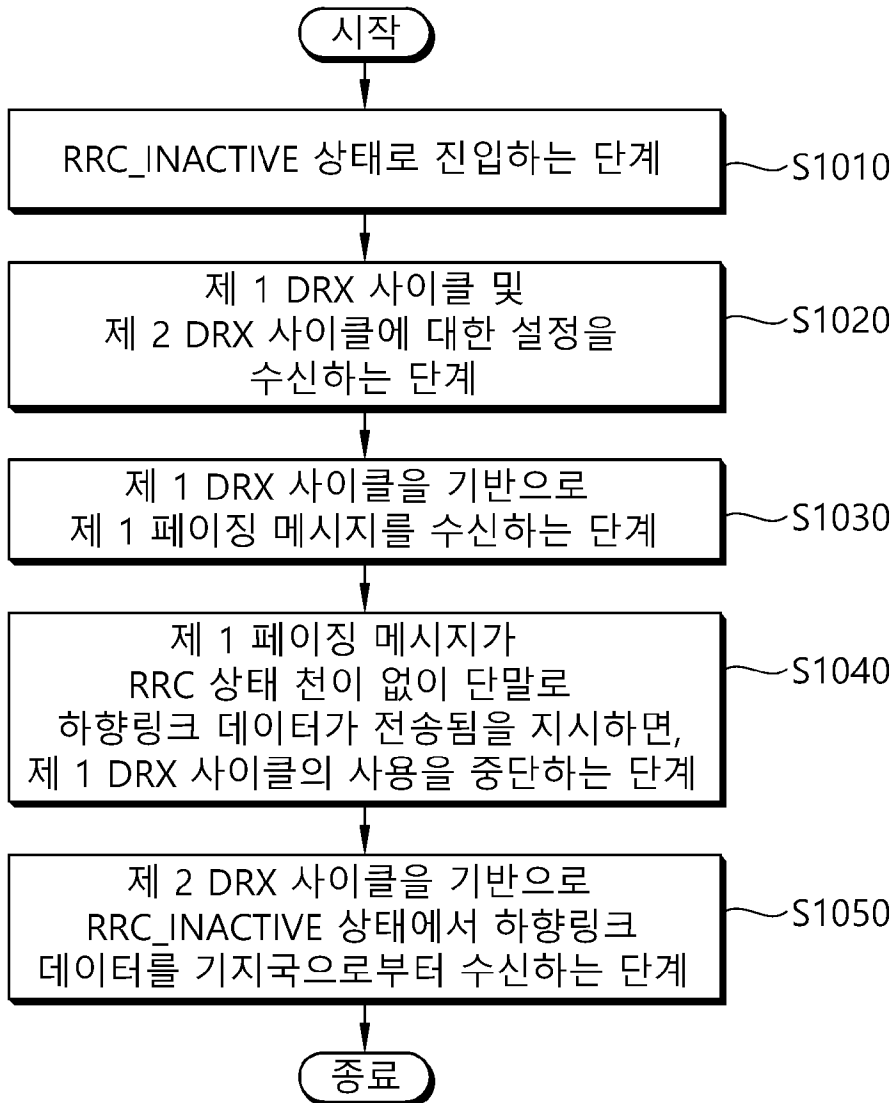 시작
RRC_INACTIVE 상태로 진입하는 단계
S1010
제 1 DRX 사이클 및
제 2 DRX 사이클에 대한 설정을
수신하는 단계
S1020
제 1 DRX 사이클을 기반으로
제 1 페이징 메시지를 수신하는 단계
S1030
제 1 페이징 메시지가
RRC 상태 천이 없이 단말로
하향링크 데이터가 전송됨을 지시하면,
제 1 DRX 사이클의 사용을 중단하는 단계
S1040
제 2 DRX 사이클을 기반으로
RRC_INACTIVE 상태에서 하향링크
데이터를 기지국으로부터 수신하는 단계
S1050
종료